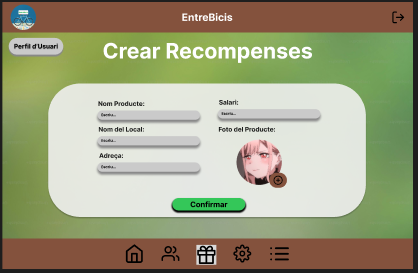 EntreBicis
Perfil d'Usuari
Crear Recompenses
Nom Producte:
Escriu...
Salari:
Escriu...
Nom del Local:
Escriu...
Foto del Producte:
Adreça:
Escriu...
Confirmar